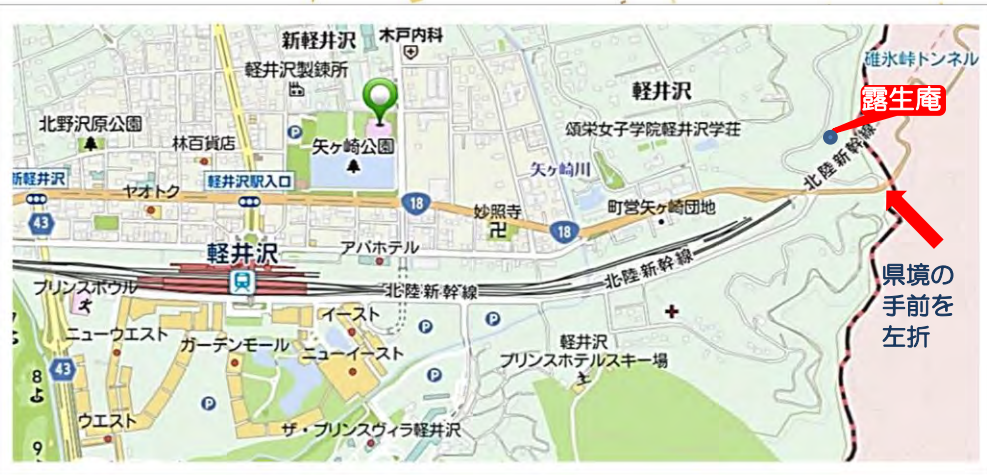 新軽井沢
木戸内科
碓氷峠トンネル
軽井沢製錬所
軽井沢
露生庵
北野沢原公園
頌栄女子学院軽井沢学荘
林百貨店
矢ヶ崎公園
北陸新幹線
矢ヶ崎川
新軽井沢
軽井沢駅入口
ヤオトク
18
町営矢ヶ崎団地
43
妙照寺
18
軽井沢
アパホテル
県境の
手前を
左折
北陸新幹線
プリンスボウル
北陸新幹線
イースト
ニューウエスト
ガーデンモール
ニューイースト
軽井沢
プリンスホテルスキー場
43
8
ウエスト
ザ・プリンスヴィラ軽井沢
9